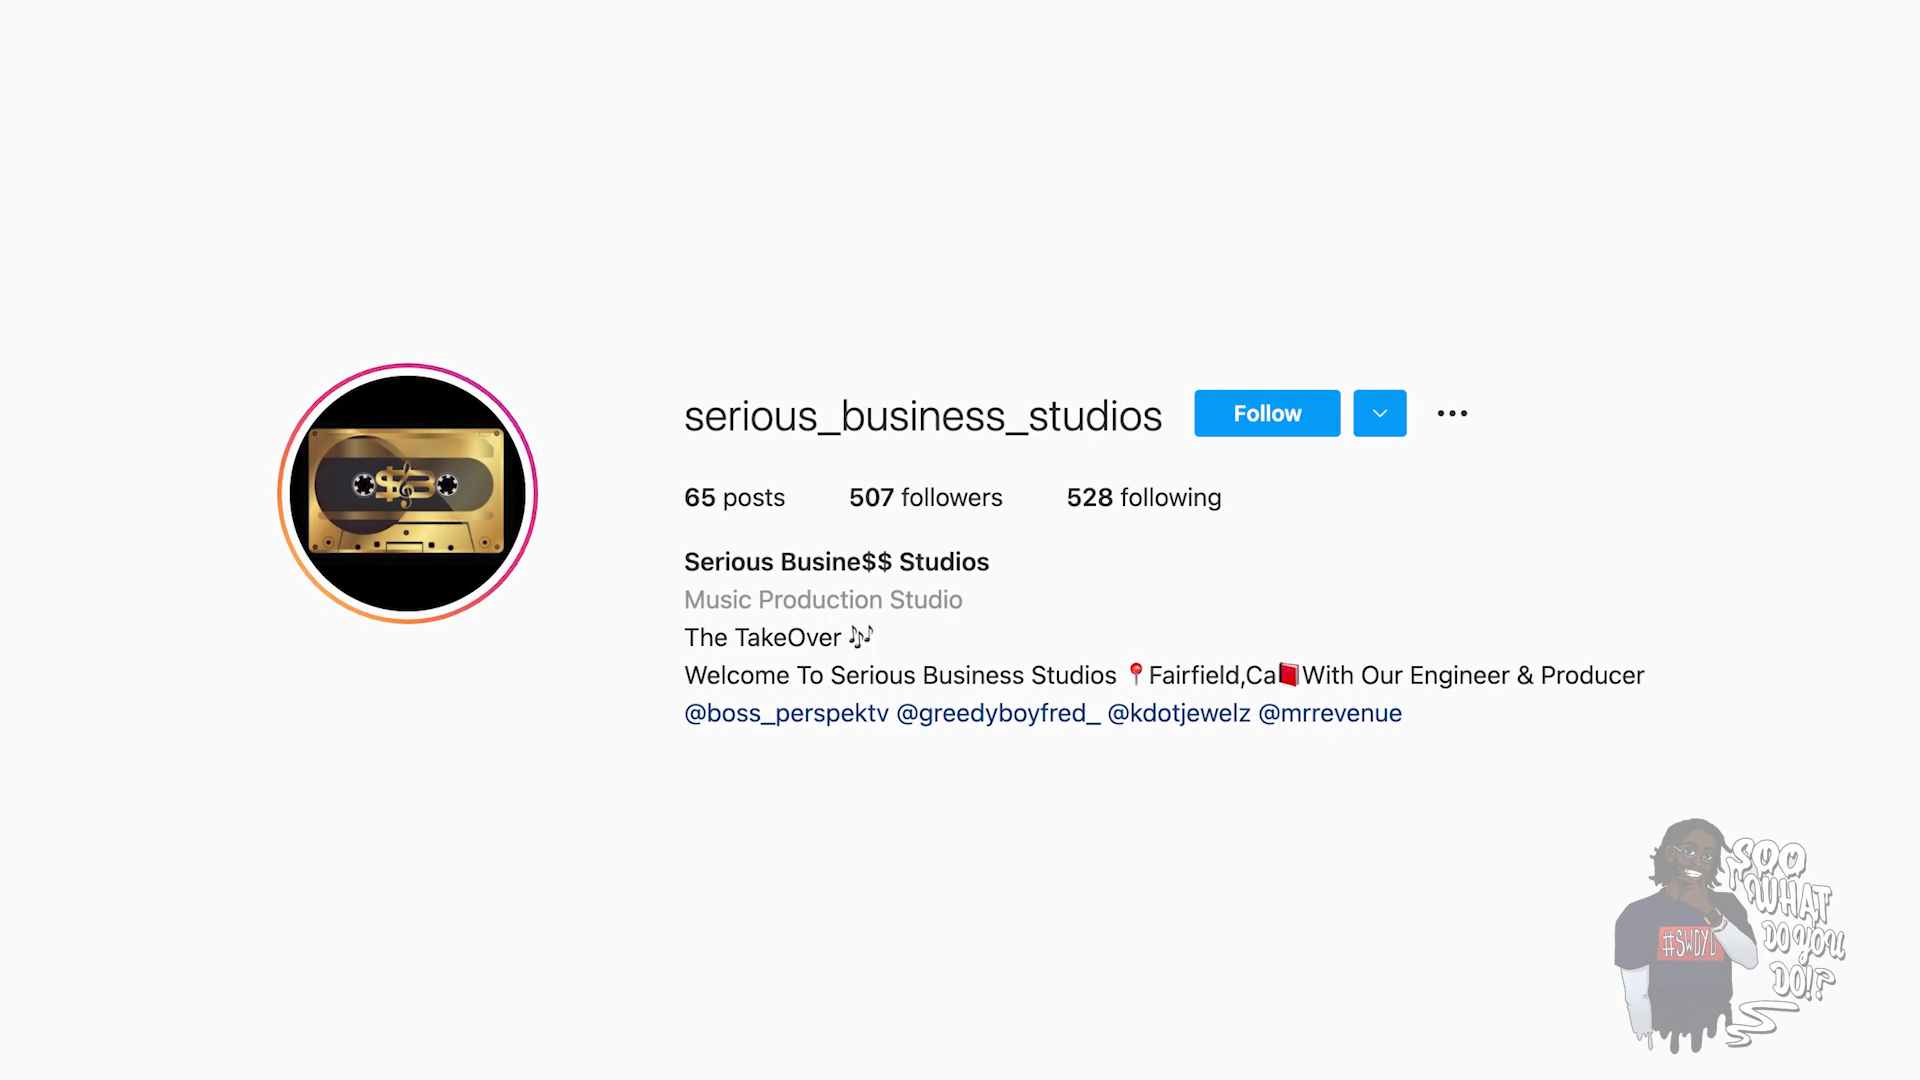 serious_business_studios Follow
65 posts 507 followers 528 following
Serious Busine$$ Studios
Music Production Studio
The TakeOver 🎶
Welcome To Serious Business Studios 📍Fairfield,Ca📕With Our Engineer & Producer
@boss_perspektv @greedyboyfred_ @kdotjewelz @mrrevenue
$B
SOO
WHAT
DO YOU
DO!?
#SWDYD